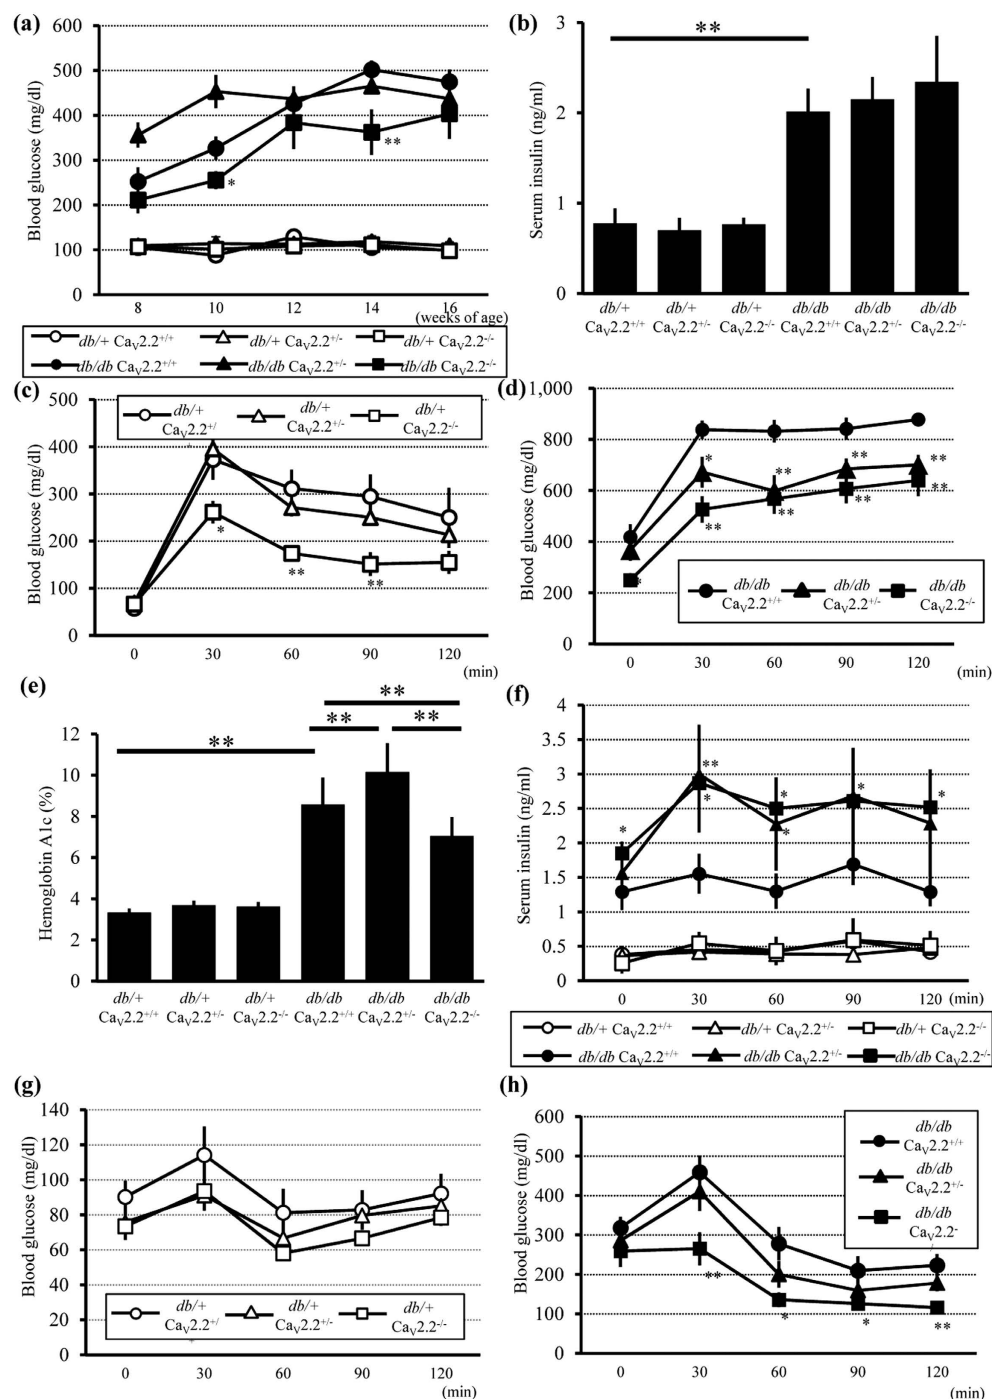 (a)
Blood glucose (mg/dl)
600
500
400
300
200
100
0
*
**
8 10 12 14 16
(weeks of age)
db/+ CaV2.2+/+ db/+ CaV2.2+/- db/+ CaV2.2-/-
db/db CaV2.2+/+ db/db CaV2.2+/- db/db CaV2.2-/-
(b)
Serum insulin (ng/ml)
3
2
1
0
**
db/+ db/+ db/+ db/db db/db db/db
CaV2.2+/+ CaV2.2+/- CaV2.2-/- CaV2.2+/+ CaV2.2+/- CaV2.2-/-
(c)
Blood glucose (mg/dl)
500
400
300
200
100
0
db/+ db/+ db/+
CaV2.2+/ CaV2.2+/- CaV2.2-/-
*
** **
0 30 60 90 120
(min)
(d)
Blood glucose (mg/dl)
1,000
800
600
400
200
0
* ** ** **
* ** ** ** **
db/db db/db db/db
CaV2.2+/+ CaV2.2+/- CaV2.2-/-
0 30 60 90 120
(min)
(e)
Hemoglobin A1c (%)
12
10
8
6
4
2
0
**
** ** **
db/+ db/+ db/+ db/db db/db db/db
CaV2.2+/+ CaV2.2+/- CaV2.2-/- CaV2.2+/+ CaV2.2+/- CaV2.2-/-
(f)
Serum insulin (ng/ml)
4
3.5
3
2.5
2
1.5
1
0.5
0
* ** * * *
* *
0 30 60 90 120 (min)
db/+ CaV2.2+/+ db/+ CaV2.2+/- db/+ CaV2.2-/-
db/db CaV2.2+/+ db/db CaV2.2+/- db/db CaV2.2-/-
(g)
Blood glucose (mg/dl)
140
120
100
80
60
40
20
0
db/+ db/+ db/+
CaV2.2+/ CaV2.2+/- CaV2.2-/-
0 30 60 90 120
(min)
(h)
Blood glucose (mg/dl)
600
500
400
300
200
100
0
db/db
CaV2.2+/+
db/db
CaV2.2+/-
db/db
CaV2.2-
** * * **
0 30 60 90 120
(min)